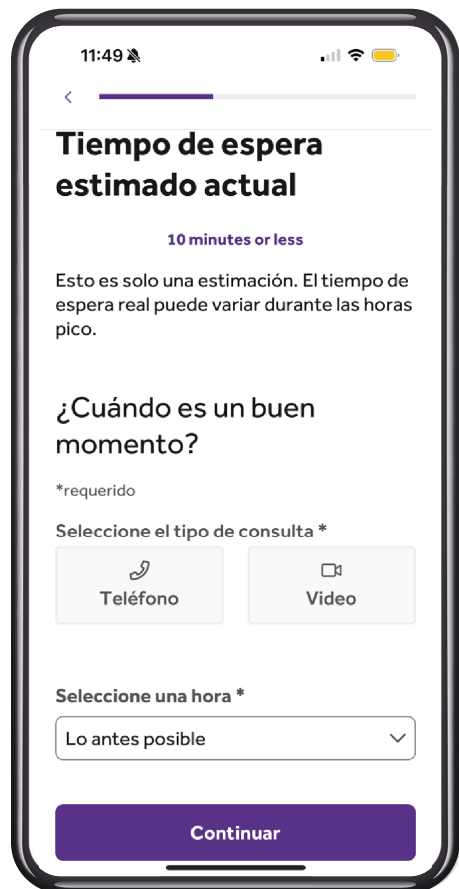 11:49
Tiempo de espera
estimado actual
10 minutes or less
Esto es solo una estimación. El tiempo de
espera real puede variar durante las horas
pico.
¿Cuándo es un buen
momento?
*requerido
Seleccione el tipo de consulta *
Teléfono
Video
Seleccione una hora *
Lo antes posible
Continuar